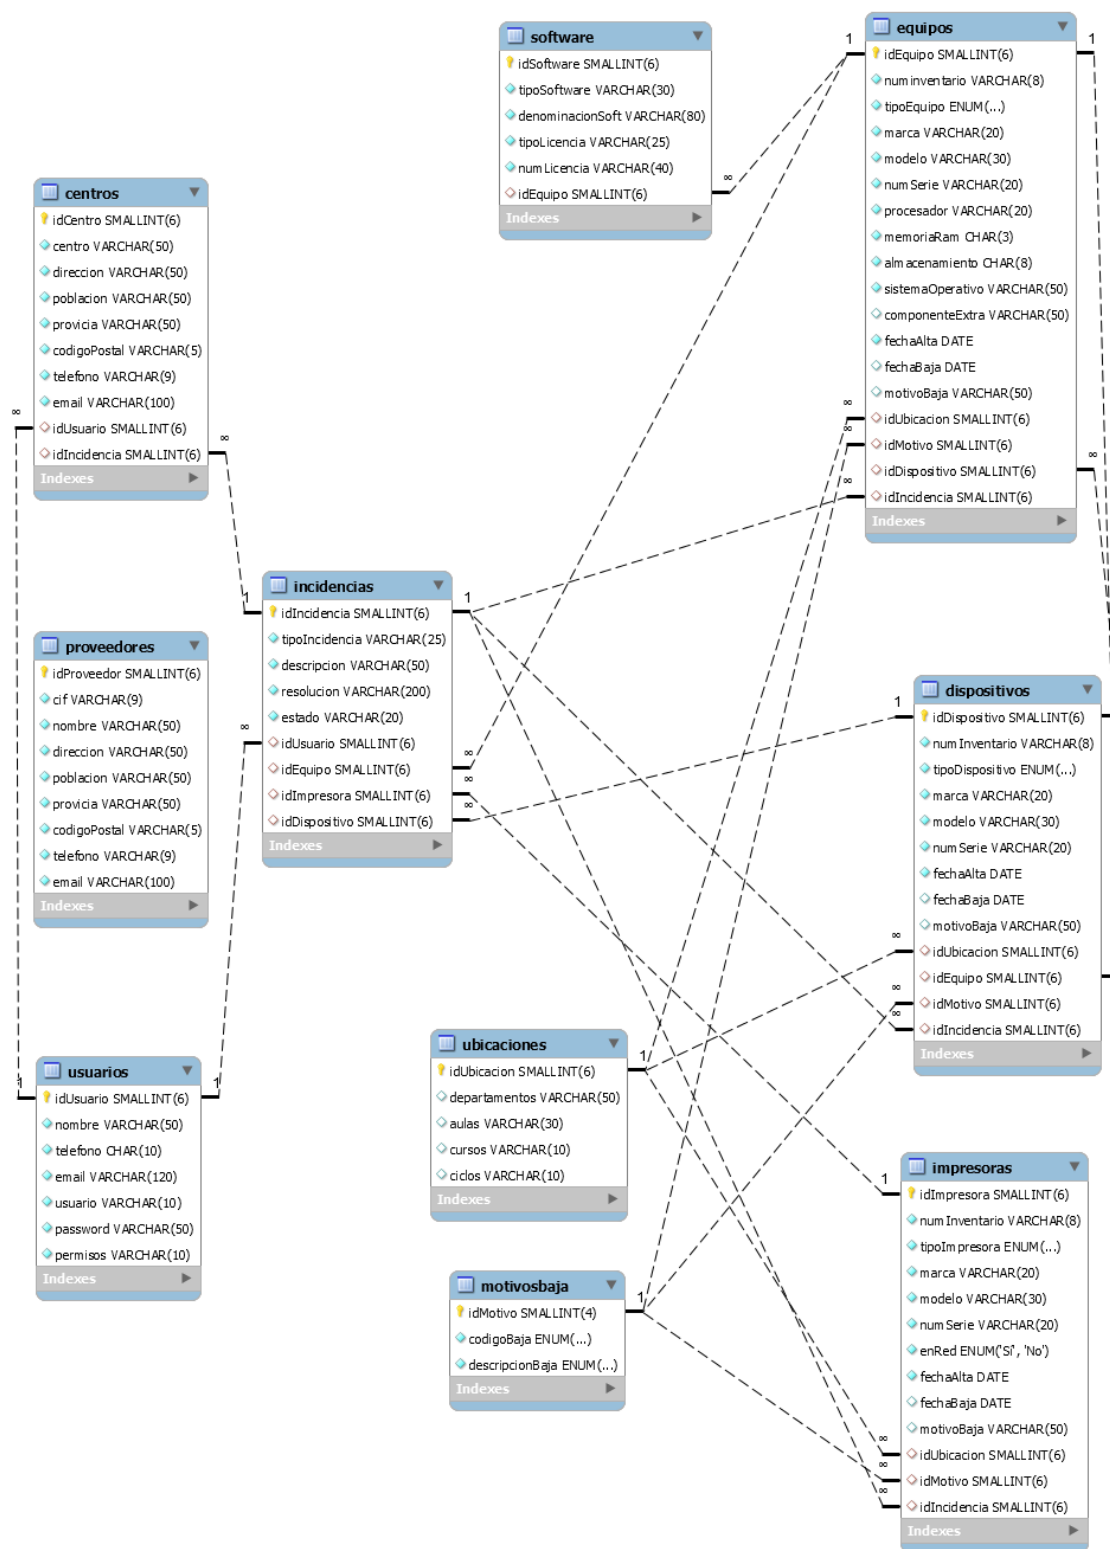 software
idSoftware SMALLINT(6)
tipoSoftware VARCHAR(30)
denominacionSoft VARCHAR(80)
tipoLicencia VARCHAR(25)
numLicencia VARCHAR(40)
idEquipo SMALLINT(6)
Indexes
∞
equipos
idEquipo SMALLINT(6)
numinventario VARCHAR(8)
tipoEquipo ENUM(...)
marca VARCHAR(20)
modelo VARCHAR(30)
numSerie VARCHAR(20)
procesador VARCHAR(20)
memoriaRam CHAR(3)
almacenamiento CHAR(8)
sistemaOperativo VARCHAR(50)
componenteExtra VARCHAR(50)
fechaAlta DATE
fechaBaja DATE
motivoBaja VARCHAR(50)
idUbicacion SMALLINT(6)
idMotivo SMALLINT(6)
idDispositivo SMALLINT(6)
idIncidencia SMALLINT(6)
Indexes
1
1
∞
∞
∞
∞
centros
idCentro SMALLINT(6)
centro VARCHAR(50)
direccion VARCHAR(50)
poblacion VARCHAR(50)
provicia VARCHAR(50)
codigoPostal VARCHAR(5)
telefono VARCHAR(9)
email VARCHAR(100)
idUsuario SMALLINT(6)
idIncidencia SMALLINT(6)
Indexes
∞
∞
incidencias
idIncidencia SMALLINT(6)
tipoIncidencia VARCHAR(25)
descripcion VARCHAR(50)
resolucion VARCHAR(200)
estado VARCHAR(20)
idUsuario SMALLINT(6)
idEquipo SMALLINT(6)
idImpresora SMALLINT(6)
idDispositivo SMALLINT(6)
Indexes
1
1
∞
∞
∞
∞
proveedores
idProveedor SMALLINT(6)
cif VARCHAR(9)
nombre VARCHAR(50)
direccion VARCHAR(50)
poblacion VARCHAR(50)
provicia VARCHAR(50)
codigoPostal VARCHAR(5)
telefono VARCHAR(9)
email VARCHAR(100)
Indexes
dispositivos
idDispositivo SMALLINT(6)
numInventario VARCHAR(8)
tipoDispositivo ENUM(...)
marca VARCHAR(20)
modelo VARCHAR(30)
numSerie VARCHAR(20)
fechaAlta DATE
fechaBaja DATE
motivoBaja VARCHAR(50)
idUbicacion SMALLINT(6)
idEquipo SMALLINT(6)
idMotivo SMALLINT(6)
idIncidencia SMALLINT(6)
Indexes
1
∞
∞
∞
usuarios
idUsuario SMALLINT(6)
nombre VARCHAR(50)
telefono CHAR(10)
email VARCHAR(120)
usuario VARCHAR(10)
password VARCHAR(50)
permisos VARCHAR(10)
Indexes
1
1
ubicaciones
idUbicacion SMALLINT(6)
departamentos VARCHAR(50)
aulas VARCHAR(30)
cursos VARCHAR(10)
ciclos VARCHAR(10)
Indexes
1
motivosbaja
idMotivo SMALLINT(4)
codigoBaja ENUM(...)
descripcionBaja ENUM(...)
Indexes
1
impresoras
idImpresora SMALLINT(6)
numInventario VARCHAR(8)
tipoImpresora ENUM(...)
marca VARCHAR(20)
modelo VARCHAR(30)
numSerie VARCHAR(20)
enRed ENUM('Sí', 'No')
fechaAlta DATE
fechaBaja DATE
motivoBaja VARCHAR(50)
idUbicacion SMALLINT(6)
idMotivo SMALLINT(6)
idIncidencia SMALLINT(6)
Indexes
1
∞
∞
∞